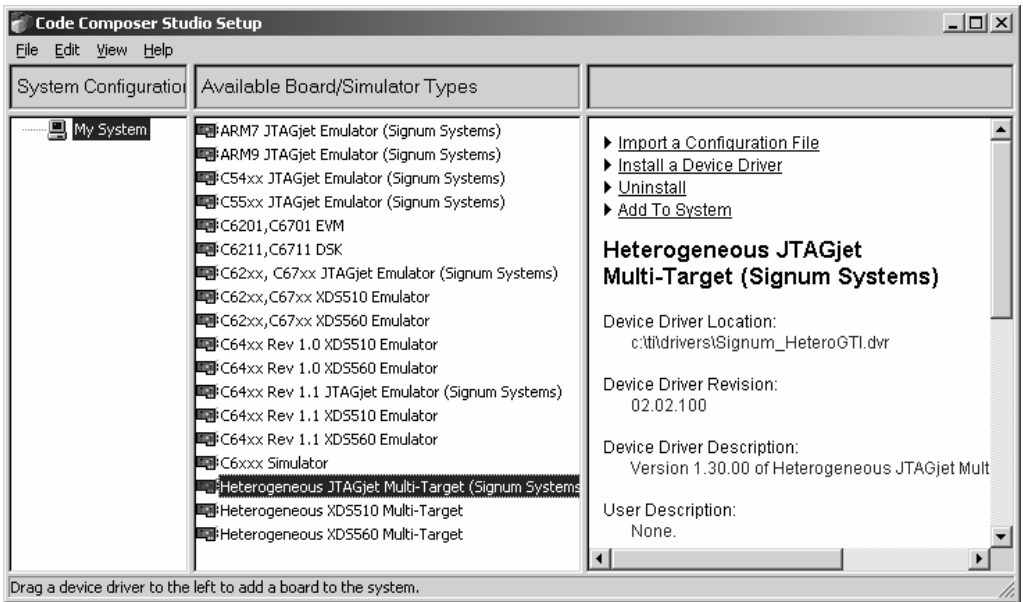 Code Composer Studio Setup
File Edit View Help
System Configuration
Available Board/Simulator Types
My System
ARM7 JTAGjet Emulator (Signum Systems)
ARM9 JTAGjet Emulator (Signum Systems)
C54xx JTAGjet Emulator (Signum Systems)
C55xx JTAGjet Emulator (Signum Systems)
C6201,C6701 EVM
C6211,C6711 DSK
C62xx, C67xx JTAGjet Emulator (Signum Systems)
C62xx,C67xx XDS510 Emulator
C62xx,C67xx XDS560 Emulator
C64xx Rev 1.0 XDS510 Emulator
C64xx Rev 1.0 XDS560 Emulator
C64xx Rev 1.1 JTAGjet Emulator (Signum Systems)
C64xx Rev 1.1 XDS510 Emulator
C64xx Rev 1.1 XDS560 Emulator
C6xxx Simulator
Heterogeneous JTAGjet Multi-Target (Signum Systems
Heterogeneous XDS510 Multi-Target
Heterogeneous XDS560 Multi-Target
Import a Configuration File
Install a Device Driver
Uninstall
Add To System
Heterogeneous JTAGjet
Multi-Target (Signum Systems)
Device Driver Location:
c:\ti\drivers\Signum_HeteroGTI.dvr
Device Driver Revision:
02.02.100
Device Driver Description:
Version 1.30.00 of Heterogeneous JTAGjet Mult
User Description:
None.
Drag a device driver to the left to add a board to the system.